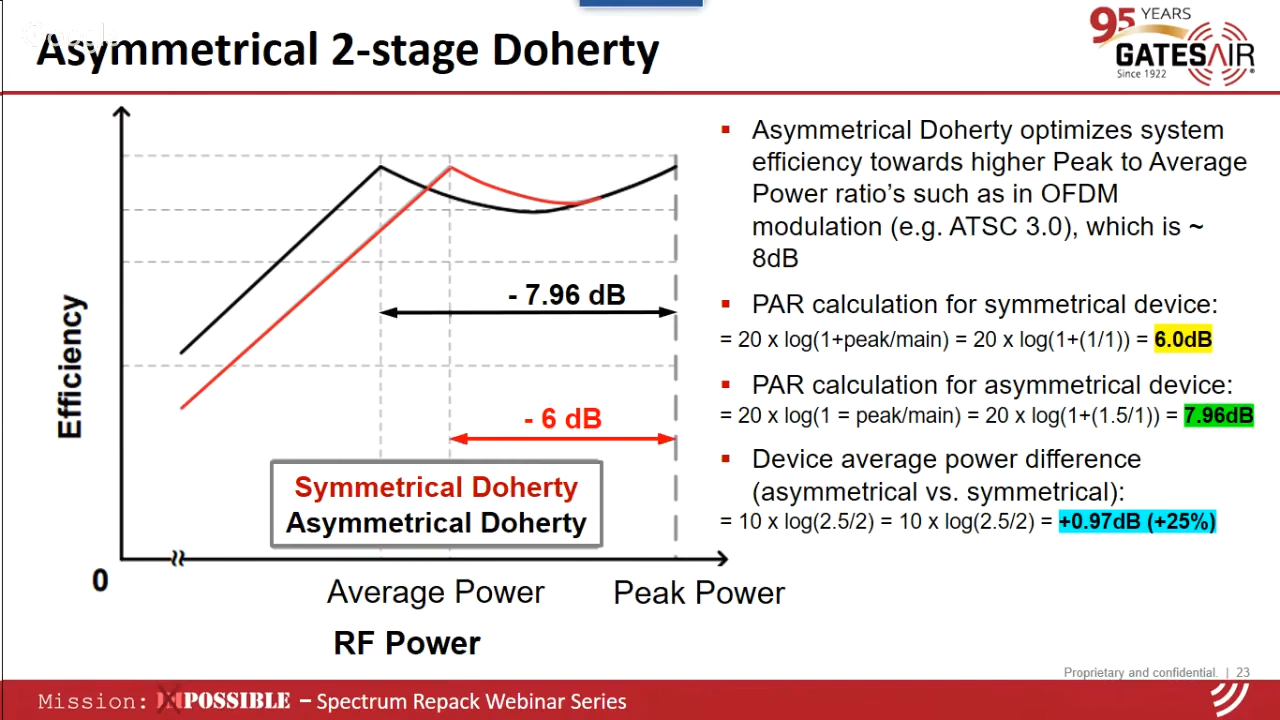 Asymmetrical 2-stage Doherty
95 YEARS
GATESAIR
Since 1922
Efficiency
- 7.96 dB
- 6 dB
Symmetrical Doherty
Asymmetrical Doherty
0
Average Power
Peak Power
RF Power
▪ Asymmetrical Doherty optimizes system
efficiency towards higher Peak to Average
Power ratio’s such as in OFDM
modulation (e.g. ATSC 3.0), which is ~
8dB
▪ PAR calculation for symmetrical device:
= 20 x log(1+peak/main) = 20 x log(1+(1/1)) = 6.0dB
▪ PAR calculation for asymmetrical device:
= 20 x log(1 = peak/main) = 20 x log(1+(1.5/1)) = 7.96dB
▪ Device average power difference
(asymmetrical vs. symmetrical):
= 10 x log(2.5/2) = 10 x log(2.5/2) = +0.97dB (+25%)
Proprietary and confidential. | 23
Mission: IMPOSSIBLE – Spectrum Repack Webinar Series